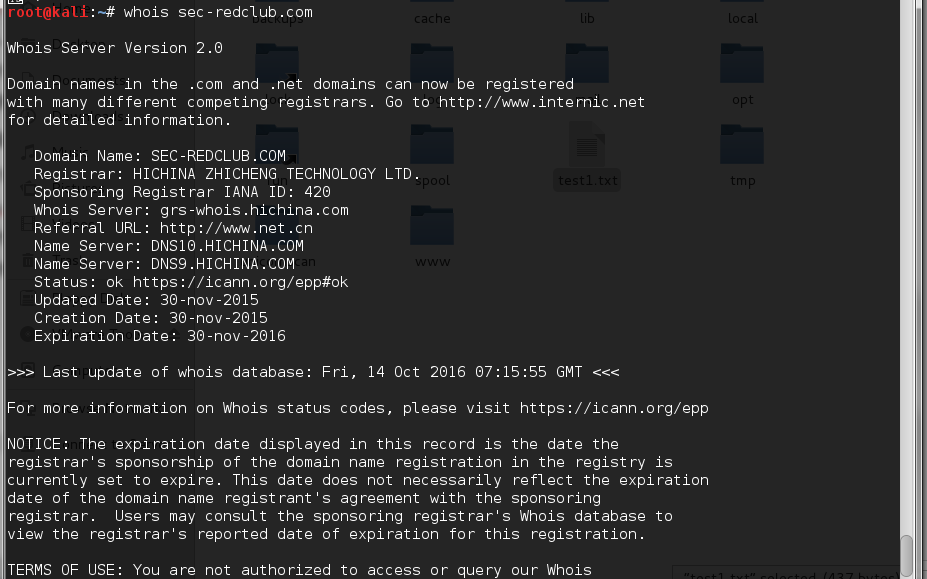 backups cache lib local
root@kali:~# whois sec-redclub.com
Whois Server Version 2.0
Domain names in the .com and .net domains can now be registered
with many different competing registrars. Go to http://www.internic.net
for detailed information.
opt
Domain Name: SEC-REDCLUB.COM
Registrar: HICHINA ZHICHENG TECHNOLOGY LTD.
spool test1.txt tmp
Sponsoring Registrar IANA ID: 420
Whois Server: grs-whois.hichina.com
Referral URL: http://www.net.cn
Name Server: DNS10.HICHINA.COM
Name Server: DNS9.HICHINA.COM
www
Status: ok https://icann.org/epp#ok
Updated Date: 30-nov-2015
Creation Date: 30-nov-2015
Expiration Date: 30-nov-2016
>>> Last update of whois database: Fri, 14 Oct 2016 07:15:55 GMT <<<
For more information on Whois status codes, please visit https://icann.org/epp
NOTICE: The expiration date displayed in this record is the date the
registrar's sponsorship of the domain name registration in the registry is
currently set to expire. This date does not necessarily reflect the expiration
date of the domain name registrant's agreement with the sponsoring
registrar.  Users may consult the sponsoring registrar's Whois database to
view the registrar's reported date of expiration for this registration.
TERMS OF USE: You are not authorized to access or query our Whois
"test1.txt" selected (437 bytes)